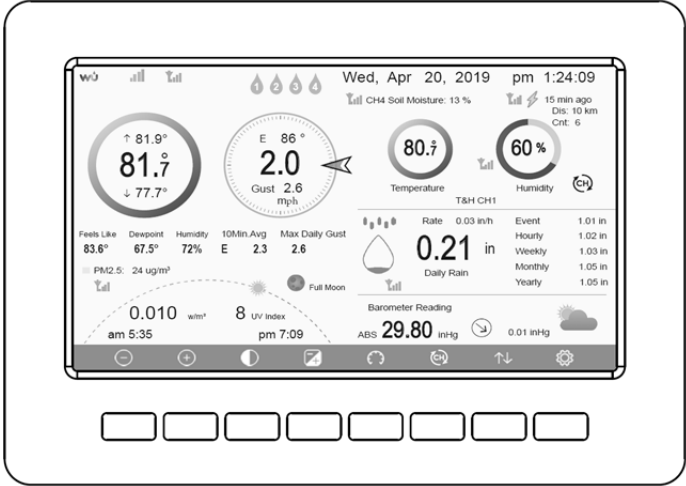 wu 1 2 3 4 Wed, Apr 20, 2019 pm 1:24:09
CH4 Soil Moisture: 13 % 15 min ago
Dis: 10 km
Cnt: 6
↑ 81.9°
81.7 °F
↓ 77.7°
E 86 °
2.0
Gust 2.6
mph
80.7 °F
Temperature
60 %
Humidity
CH
T&H CH1
Feels Like Dewpoint Humidity 10Min.Avg Max Daily Gust
83.6° 67.5° 72% E 2.3 2.6
PM2.5: 24 ug/m³
Full Moon
0.010 w/m² 8 UV Index
am 5:35 pm 7:09
Rate 0.03 in/h
0.21 in
Daily Rain
Event 1.01 in
Hourly 1.02 in
Weekly 1.03 in
Monthly 1.05 in
Yearly 1.05 in
Barometer Reading
ABS 29.80 inHg 0.01 inHg
CH